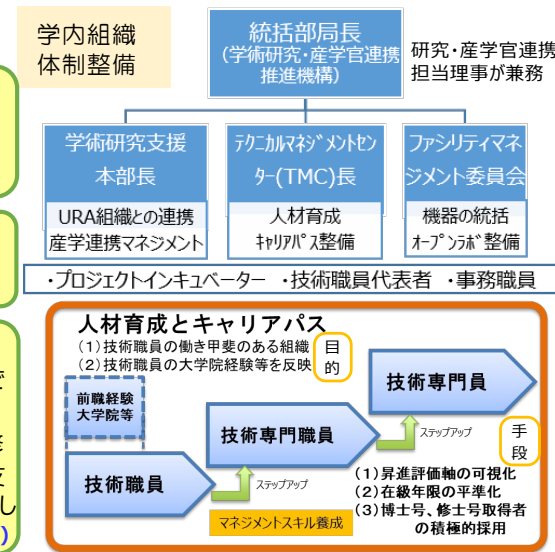 学内組織
体制整備
統括部局長
(学術研究・産学官連携
推進機構)
研究・産学官連携
担当理事が兼務
学術研究支援
本部長
URA組織との連携
産学連携マネジメント
テクニカルマネジメントセン
ター(TMC)長
人材育成
キャリアパス整備
ファシリティマネ
ジメント委員会
機器の統括
オープンラボ整備
・プロジェクトインキュベーター ・技術職員代表者 ・事務職員
人材育成とキャリアパス
(1)技術職員の働き甲斐のある組織
(2)技術職員の大学院経験等を反映
目
的
前職経験
大学院等
技術職員
技術専門職員
技術専門員
ステップアップ
ステップアップ
マネジメントスキル養成
手
段
(1)昇進評価軸の可視化
(2)在級年限の平準化
(3)博士号、修士号取得者
の積極的採用
し
)